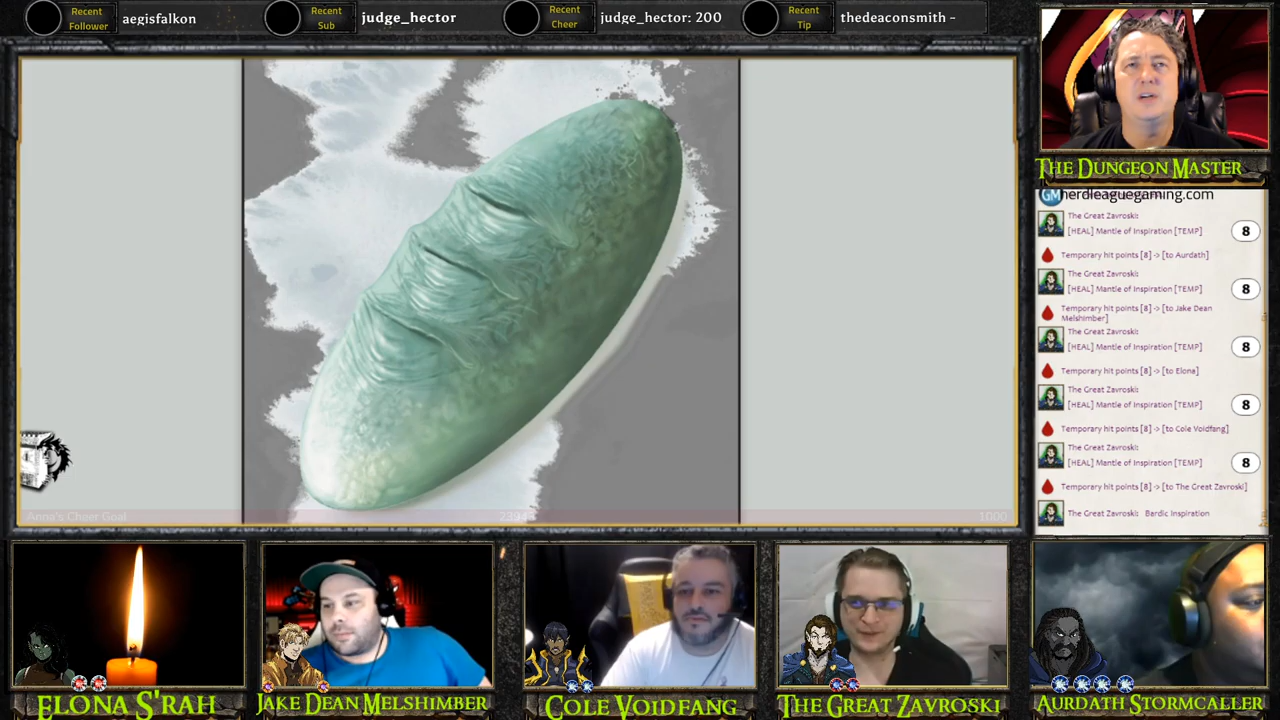 Recent
Follower
aegisfalkon
Recent
Sub
judge_hector
Recent
Cheer
judge_hector: 200
Recent
Tip
thedeaconsmith -
THE DUNGEON MASTER
GM
nerdleaguegaming.com
The Great Zavroski:
[HEAL] Mantle of Inspiration [TEMP]
8
Temporary hit points [8] -> [to Aurdath]
The Great Zavroski:
[HEAL] Mantle of Inspiration [TEMP]
8
Temporary hit points [8] -> [to Jake Dean
Melshimber]
The Great Zavroski:
[HEAL] Mantle of Inspiration [TEMP]
8
Temporary hit points [8] -> [to Elona]
The Great Zavroski:
[HEAL] Mantle of Inspiration [TEMP]
8
Temporary hit points [8] -> [to Cole Voidfang]
The Great Zavroski:
[HEAL] Mantle of Inspiration [TEMP]
8
Temporary hit points [8] -> [to The Great Zavroski]
The Great Zavroski: Bardic Inspiration
Anna's Cheer Goal
1000
ELONA S'RAH
JAKE DEAN MELSHIMBER
COLE VOIDFANG
THE GREAT ZAVROSKI
AURDATH STORMCALLER